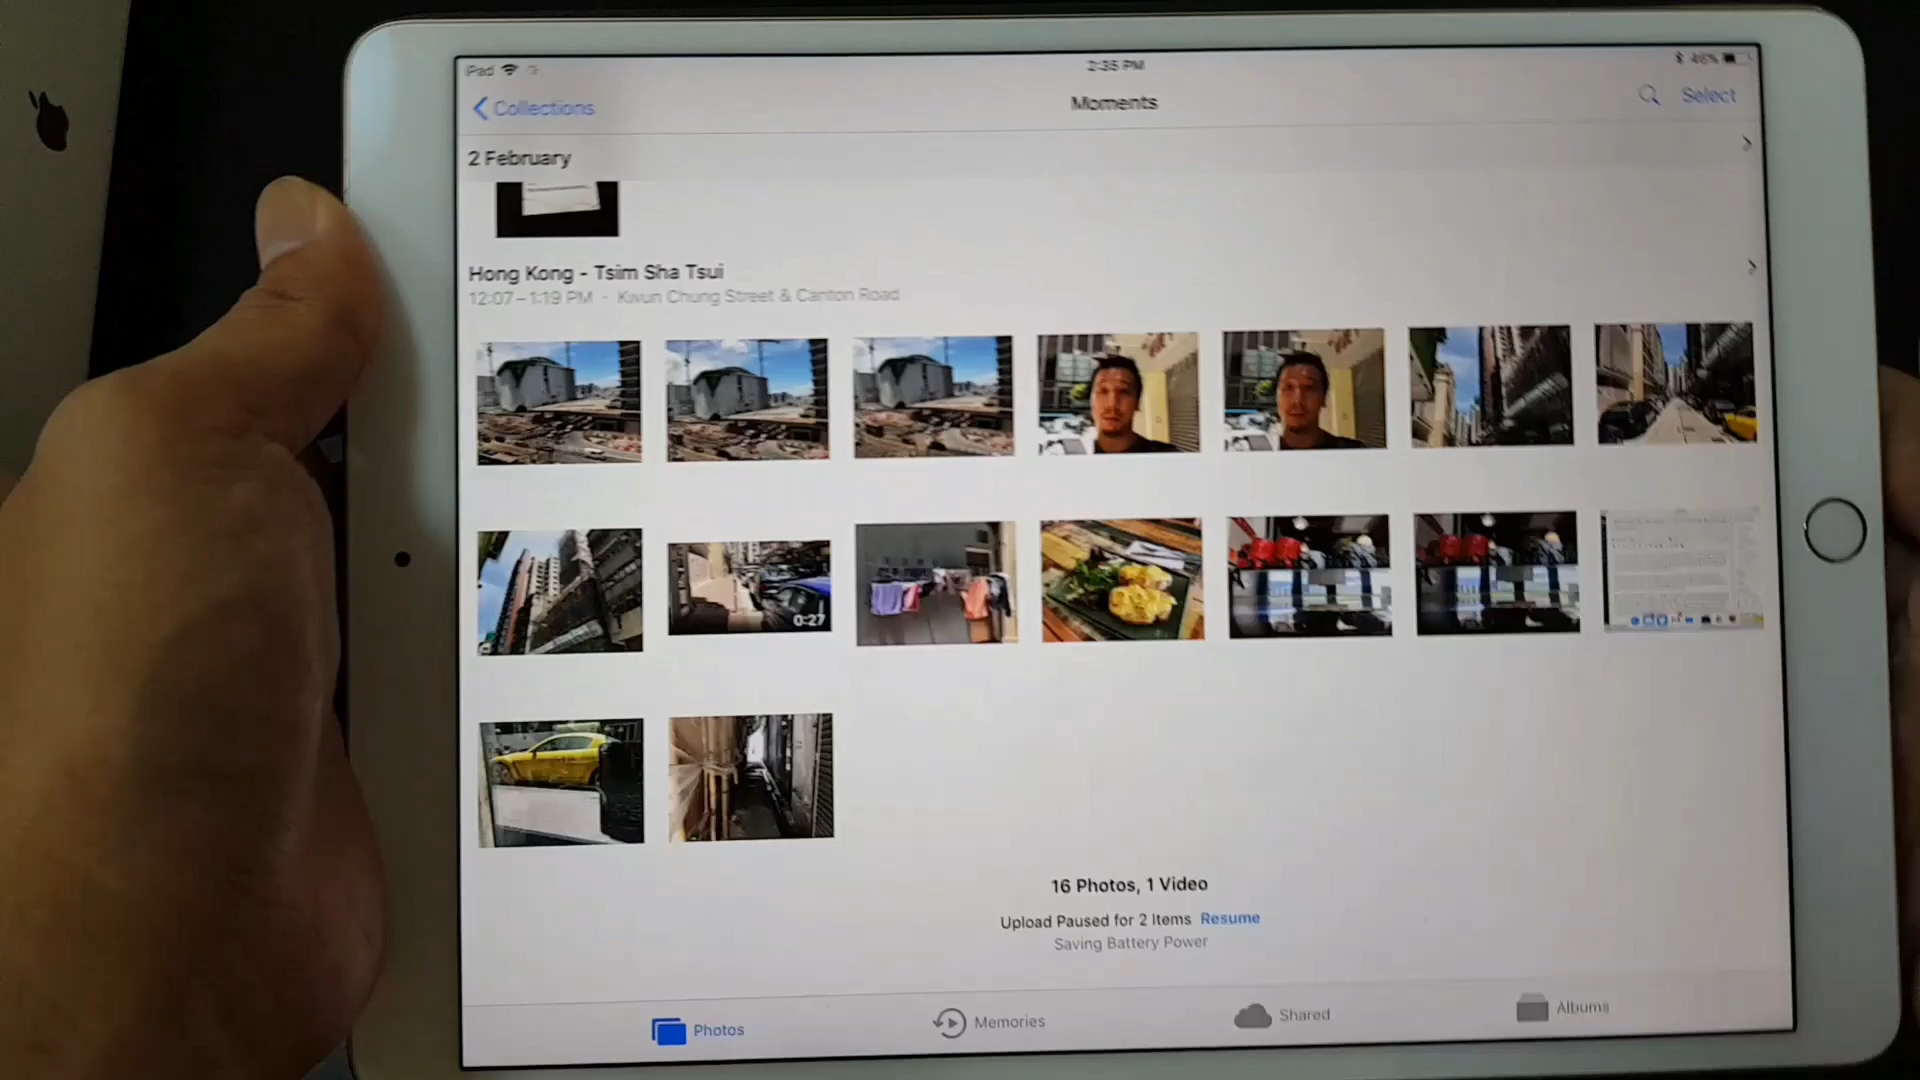 iPad
2:35 PM
46%
Collections
Moments
Select
2 February
Hong Kong - Tsim Sha Tsui
12:07–1:19 PM · Kwun Chung Street & Canton Road
0:27
16 Photos, 1 Video
Upload Paused for 2 Items Resume
Saving Battery Power
Photos
Memories
Shared
Albums